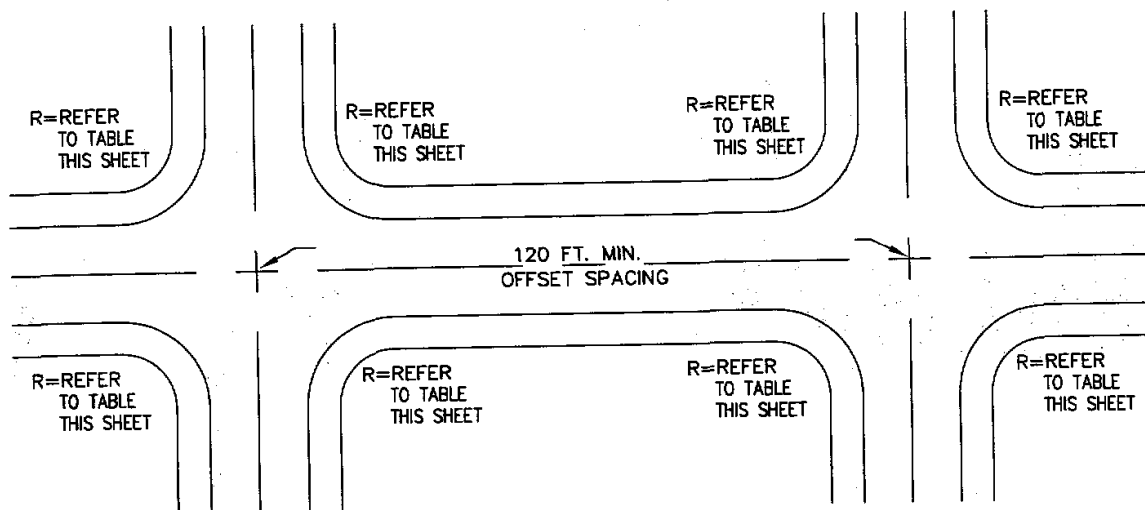 R=REFER
TO TABLE
THIS SHEET
R=REFER
TO TABLE
THIS SHEET
R=REFER
TO TABLE
THIS SHEET
R=REFER
TO TABLE
THIS SHEET
120 FT. MIN.
OFFSET SPACING
R=REFER
TO TABLE
THIS SHEET
R=REFER
TO TABLE
THIS SHEET
R=REFER
TO TABLE
THIS SHEET
R=REFER
TO TABLE
THIS SHEET